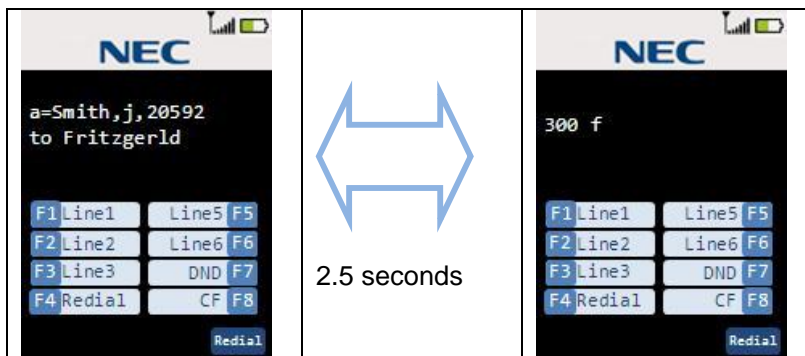 NEC
a=Smith,j,20592
to Fritzgerld
F1 Line1 Line5 F5
F2 Line2 Line6 F6
F3 Line3 DND F7
F4 Redial CF F8
Redial
2.5 seconds
NEC
300 f
F1 Line1 Line5 F5
F2 Line2 Line6 F6
F3 Line3 DND F7
F4 Redial CF F8
Redial